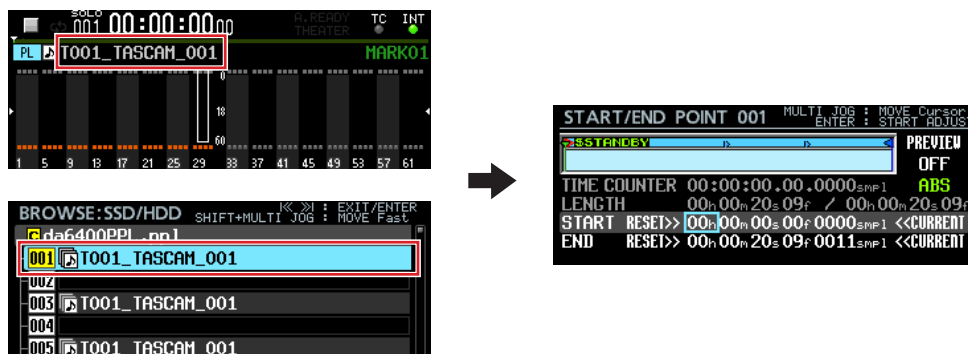 SOLO
001 00:00:00 00 A.READY THEATER TC INT
PL T001_TASCAM_001 MARK01
0
18
60
1 5 9 13 17 21 25 29 33 37 41 45 49 53 57 61
BROWSE:SSD/HDD SHIFT+MULTI JOG : EXIT/ENTER : MOVE Fast
C da6400PPL.ppl
001 T001_TASCAM_001
002
003 T001_TASCAM_001
004
005 T001_TASCAM_001
START/END POINT 001 MULTI JOG : MOVE Cursor
ENTER : START ADJUST
$STANDBY PREVIEW
OFF
TIME COUNTER 00:00:00.00.0000smpl ABS
LENGTH 00h00m20s09f / 00h00m20s09f
START RESET>> 00h00m00s00f0000smpl <<CURRENT
END RESET>> 00h00m20s09f0011smpl <<CURRENT